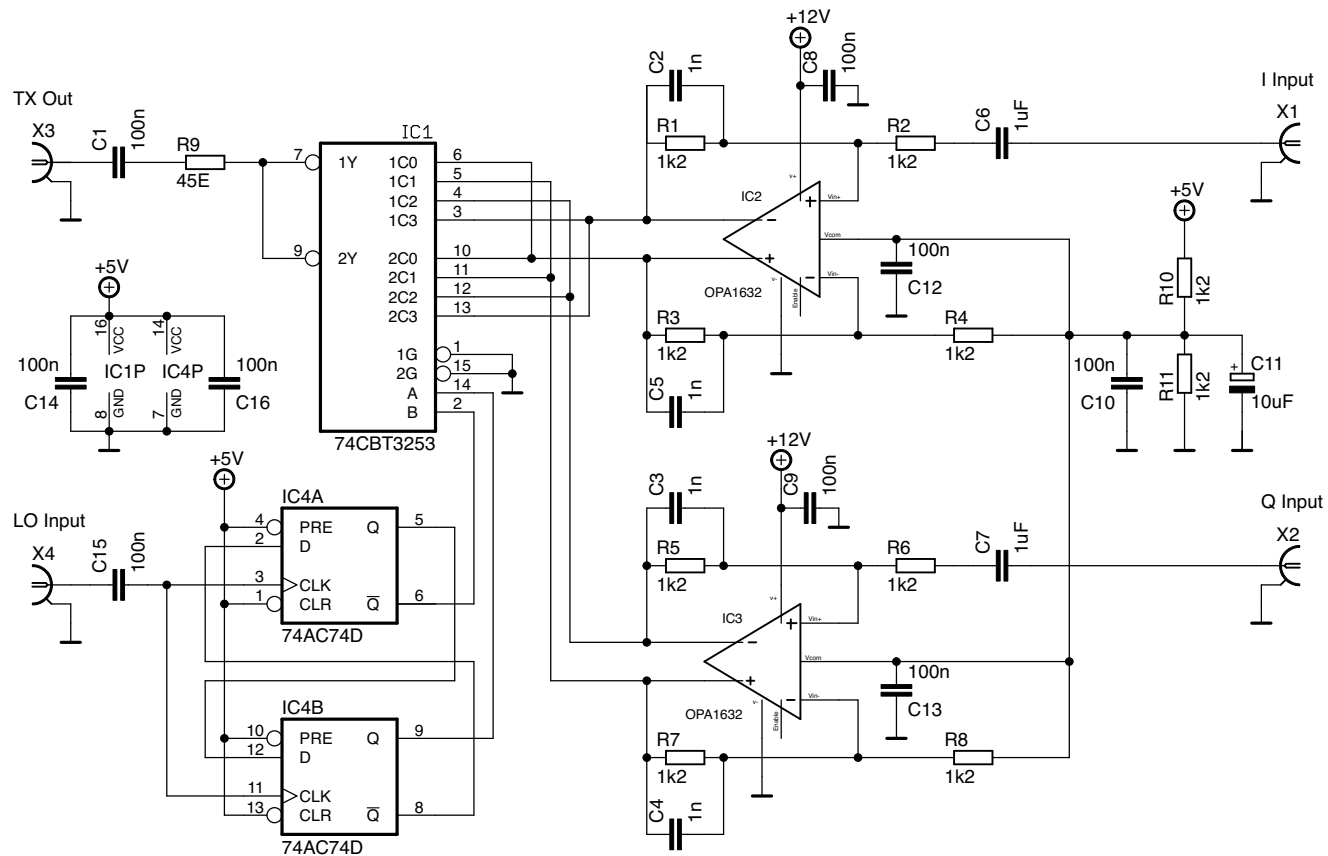 +12V
C2
1n
C8
100n
TX Out
I Input
X3
C1
100n
R9
45E
IC1
R1
1k2
R2
1k2
C6
1uF
X1
7
1Y
1C0
6
1C1
5
1C2
4
1C3
3
v+
IC2
+
Vin+
+5V
−
Vcom
100n
C12
R10
1k2
9
2Y
2C0
10
2C1
11
2C2
12
2C3
13
+
−
Vin-
v-
Enable
OPA1632
+5V
16
VCC
14
VCC
100n
IC1P
IC4P
100n
C14
8
GND
7
GND
C16
1G
1
2G
15
A
14
B
2
74CBT3253
R3
1k2
R4
1k2
C5
1n
100n
C10
R11
1k2
+
C11
10uF
+5V
+12V
C3
1n
C9
100n
LO Input
Q Input
X4
C15
100n
IC4A
4
PRE
Q
5
2
D
3
CLK
1
CLR
Q
6
74AC74D
R5
1k2
R6
1k2
C7
1uF
X2
v+
IC3
+
Vin+
−
Vcom
100n
C13
+
−
Vin-
v-
Enable
OPA1632
IC4B
10
PRE
Q
9
12
D
11
CLK
13
CLR
Q
8
74AC74D
R7
1k2
R8
1k2
C4
1n